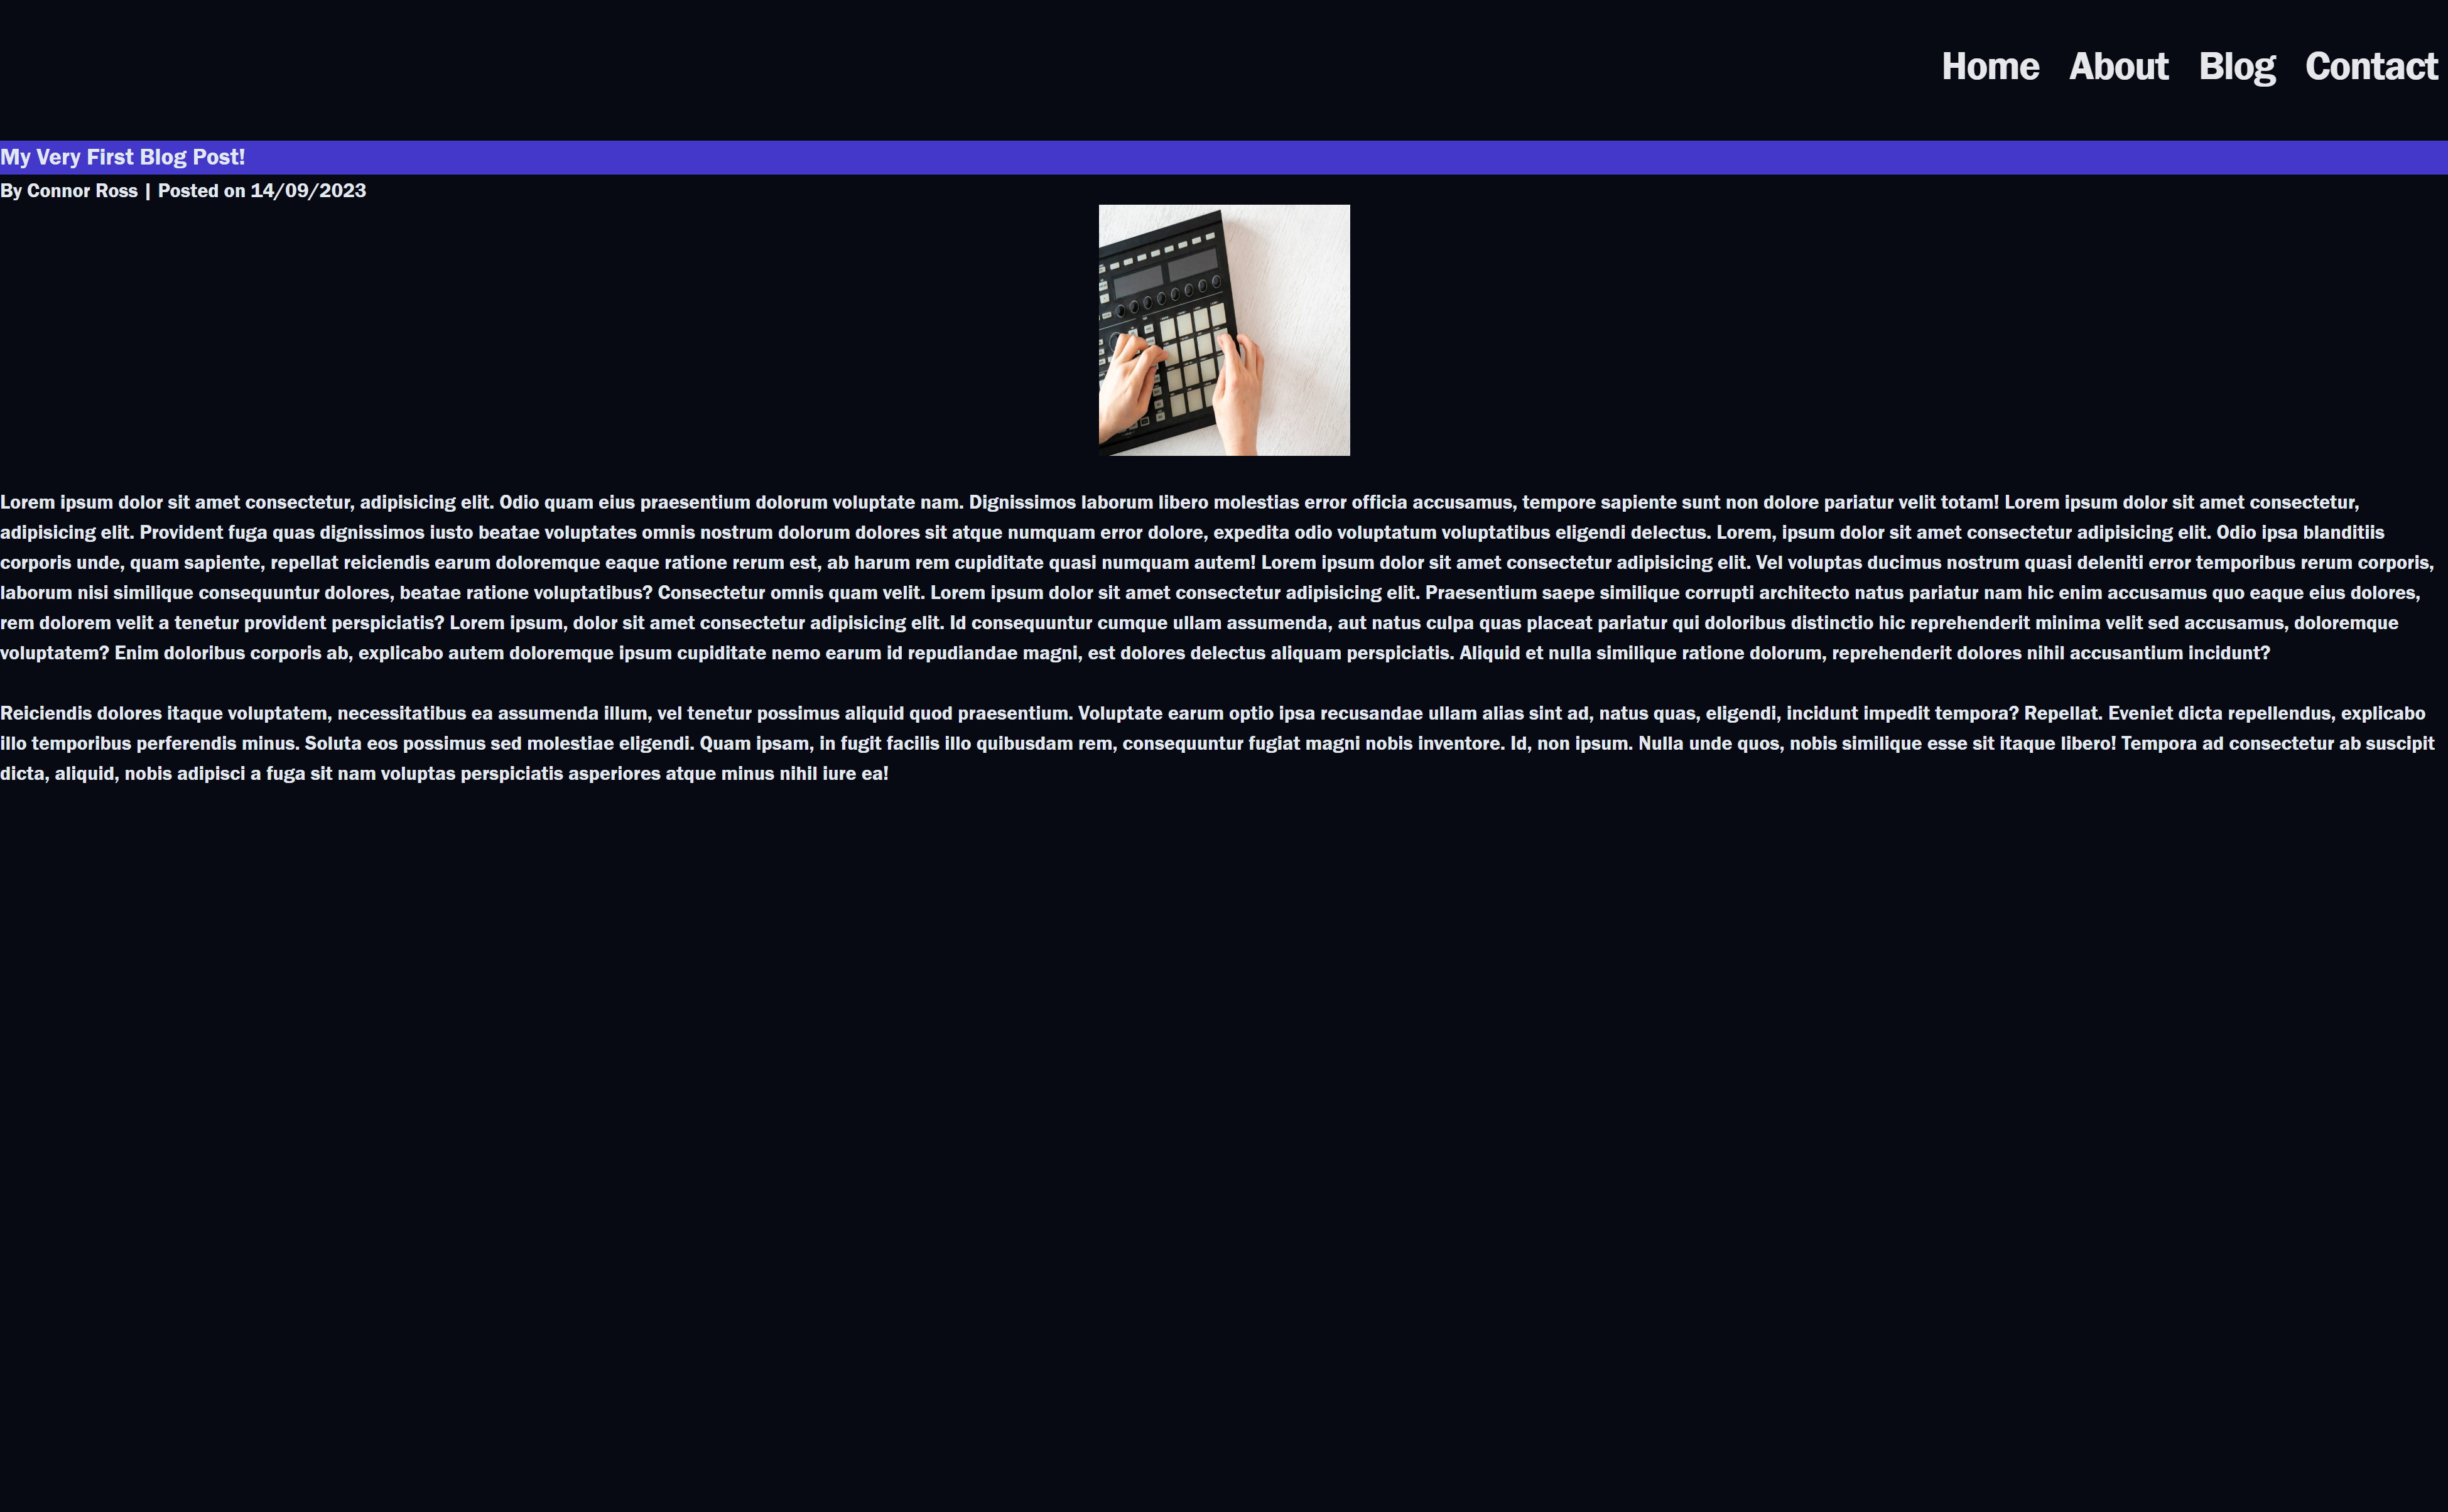 Home About Blog Contact
My Very First Blog Post!
By Connor Ross | Posted on 14/09/2023
Lorem ipsum dolor sit amet consectetur, adipisicing elit. Odio quam eius praesentium dolorum voluptate nam. Dignissimos laborum libero molestias error officia accusamus, tempore sapiente sunt non dolore pariatur velit totam! Lorem ipsum dolor sit amet consectetur,
adipisicing elit. Provident fuga quas dignissimos iusto beatae voluptates omnis nostrum dolorum dolores sit atque numquam error dolore, expedita odio voluptatum voluptatibus eligendi delectus. Lorem, ipsum dolor sit amet consectetur adipisicing elit. Odio ipsa blanditiis
corporis unde, quam sapiente, repellat reiciendis earum doloremque eaque ratione rerum est, ab harum rem cupiditate quasi numquam autem! Lorem ipsum dolor sit amet consectetur adipisicing elit. Vel voluptas ducimus nostrum quasi deleniti error temporibus rerum corporis,
laborum nisi similique consequuntur dolores, beatae ratione voluptatibus? Consectetur omnis quam velit. Lorem ipsum dolor sit amet consectetur adipisicing elit. Praesentium saepe similique corrupti architecto natus pariatur nam hic enim accusamus quo eaque eius dolores,
rem dolorem velit a tenetur provident perspiciatis? Lorem ipsum, dolor sit amet consectetur adipisicing elit. Id consequuntur cumque ullam assumenda, aut natus culpa quas placeat pariatur qui doloribus distinctio hic reprehenderit minima velit sed accusamus, doloremque
voluptatem? Enim doloribus corporis ab, explicabo autem doloremque ipsum cupiditate nemo earum id repudiandae magni, est dolores delectus aliquam perspiciatis. Aliquid et nulla similique ratione dolorum, reprehenderit dolores nihil accusantium incidunt?
Reiciendis dolores itaque voluptatem, necessitatibus ea assumenda illum, vel tenetur possimus aliquid quod praesentium. Voluptate earum optio ipsa recusandae ullam alias sint ad, natus quas, eligendi, incidunt impedit tempora? Repellat. Eveniet dicta repellendus, explicabo
illo temporibus perferendis minus. Soluta eos possimus sed molestiae eligendi. Quam ipsam, in fugit facilis illo quibusdam rem, consequuntur fugiat magni nobis inventore. Id, non ipsum. Nulla unde quos, nobis similique esse sit itaque libero! Tempora ad consectetur ab suscipit
dicta, aliquid, nobis adipisci a fuga sit nam voluptas perspiciatis asperiores atque minus nihil iure ea!